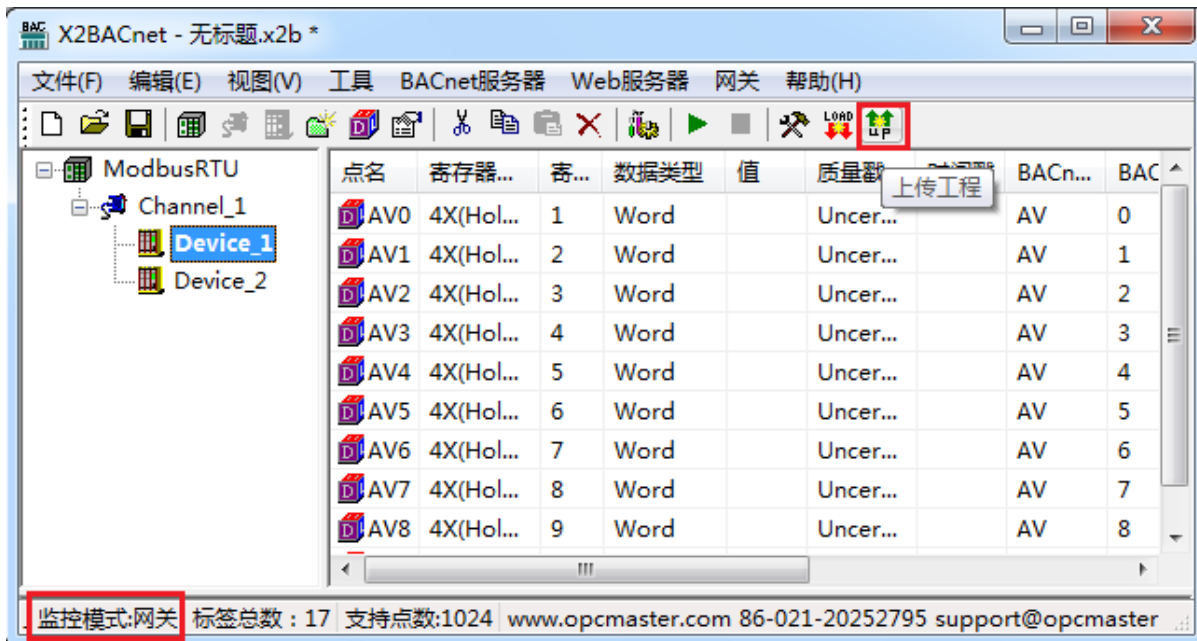 X2BACnet - 无标题.x2b *
文件(F) 编辑(E) 视图(V) 工具 BACnet服务器 Web服务器 网关 帮助(H)
LOAD UP
ModbusRTU
Channel_1
Device_1
Device_2
点名 寄存器... 寄... 数据类型 值 质量戳 时间戳 BACn... BAC
上传工程
AV0 4X(Hol... 1 Word Uncer... AV 0
AV1 4X(Hol... 2 Word Uncer... AV 1
AV2 4X(Hol... 3 Word Uncer... AV 2
AV3 4X(Hol... 4 Word Uncer... AV 3
AV4 4X(Hol... 5 Word Uncer... AV 4
AV5 4X(Hol... 6 Word Uncer... AV 5
AV6 4X(Hol... 7 Word Uncer... AV 6
AV7 4X(Hol... 8 Word Uncer... AV 7
AV8 4X(Hol... 9 Word Uncer... AV 8
监控模式:网关 标签总数：17 支持点数:1024 www.opcmaster.com 86-021-20252795 support@opcmaster